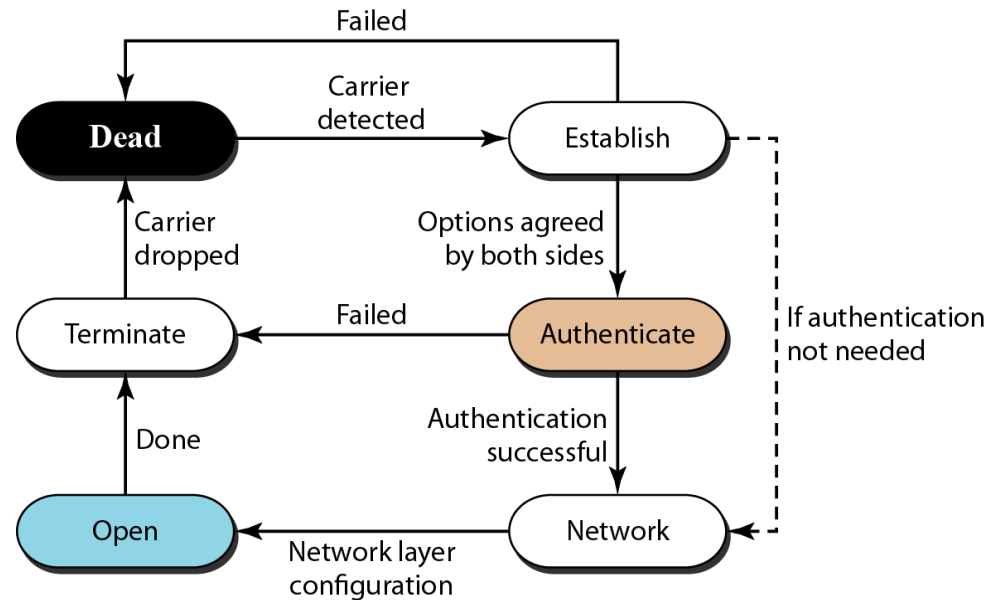 Failed
Carrier
detected
Dead
Establish
Carrier
dropped
Options agreed
by both sides
If authentication
not needed
Terminate
Failed
Authenticate
Done
Authentication
successful
Open
Network layer
configuration
Network